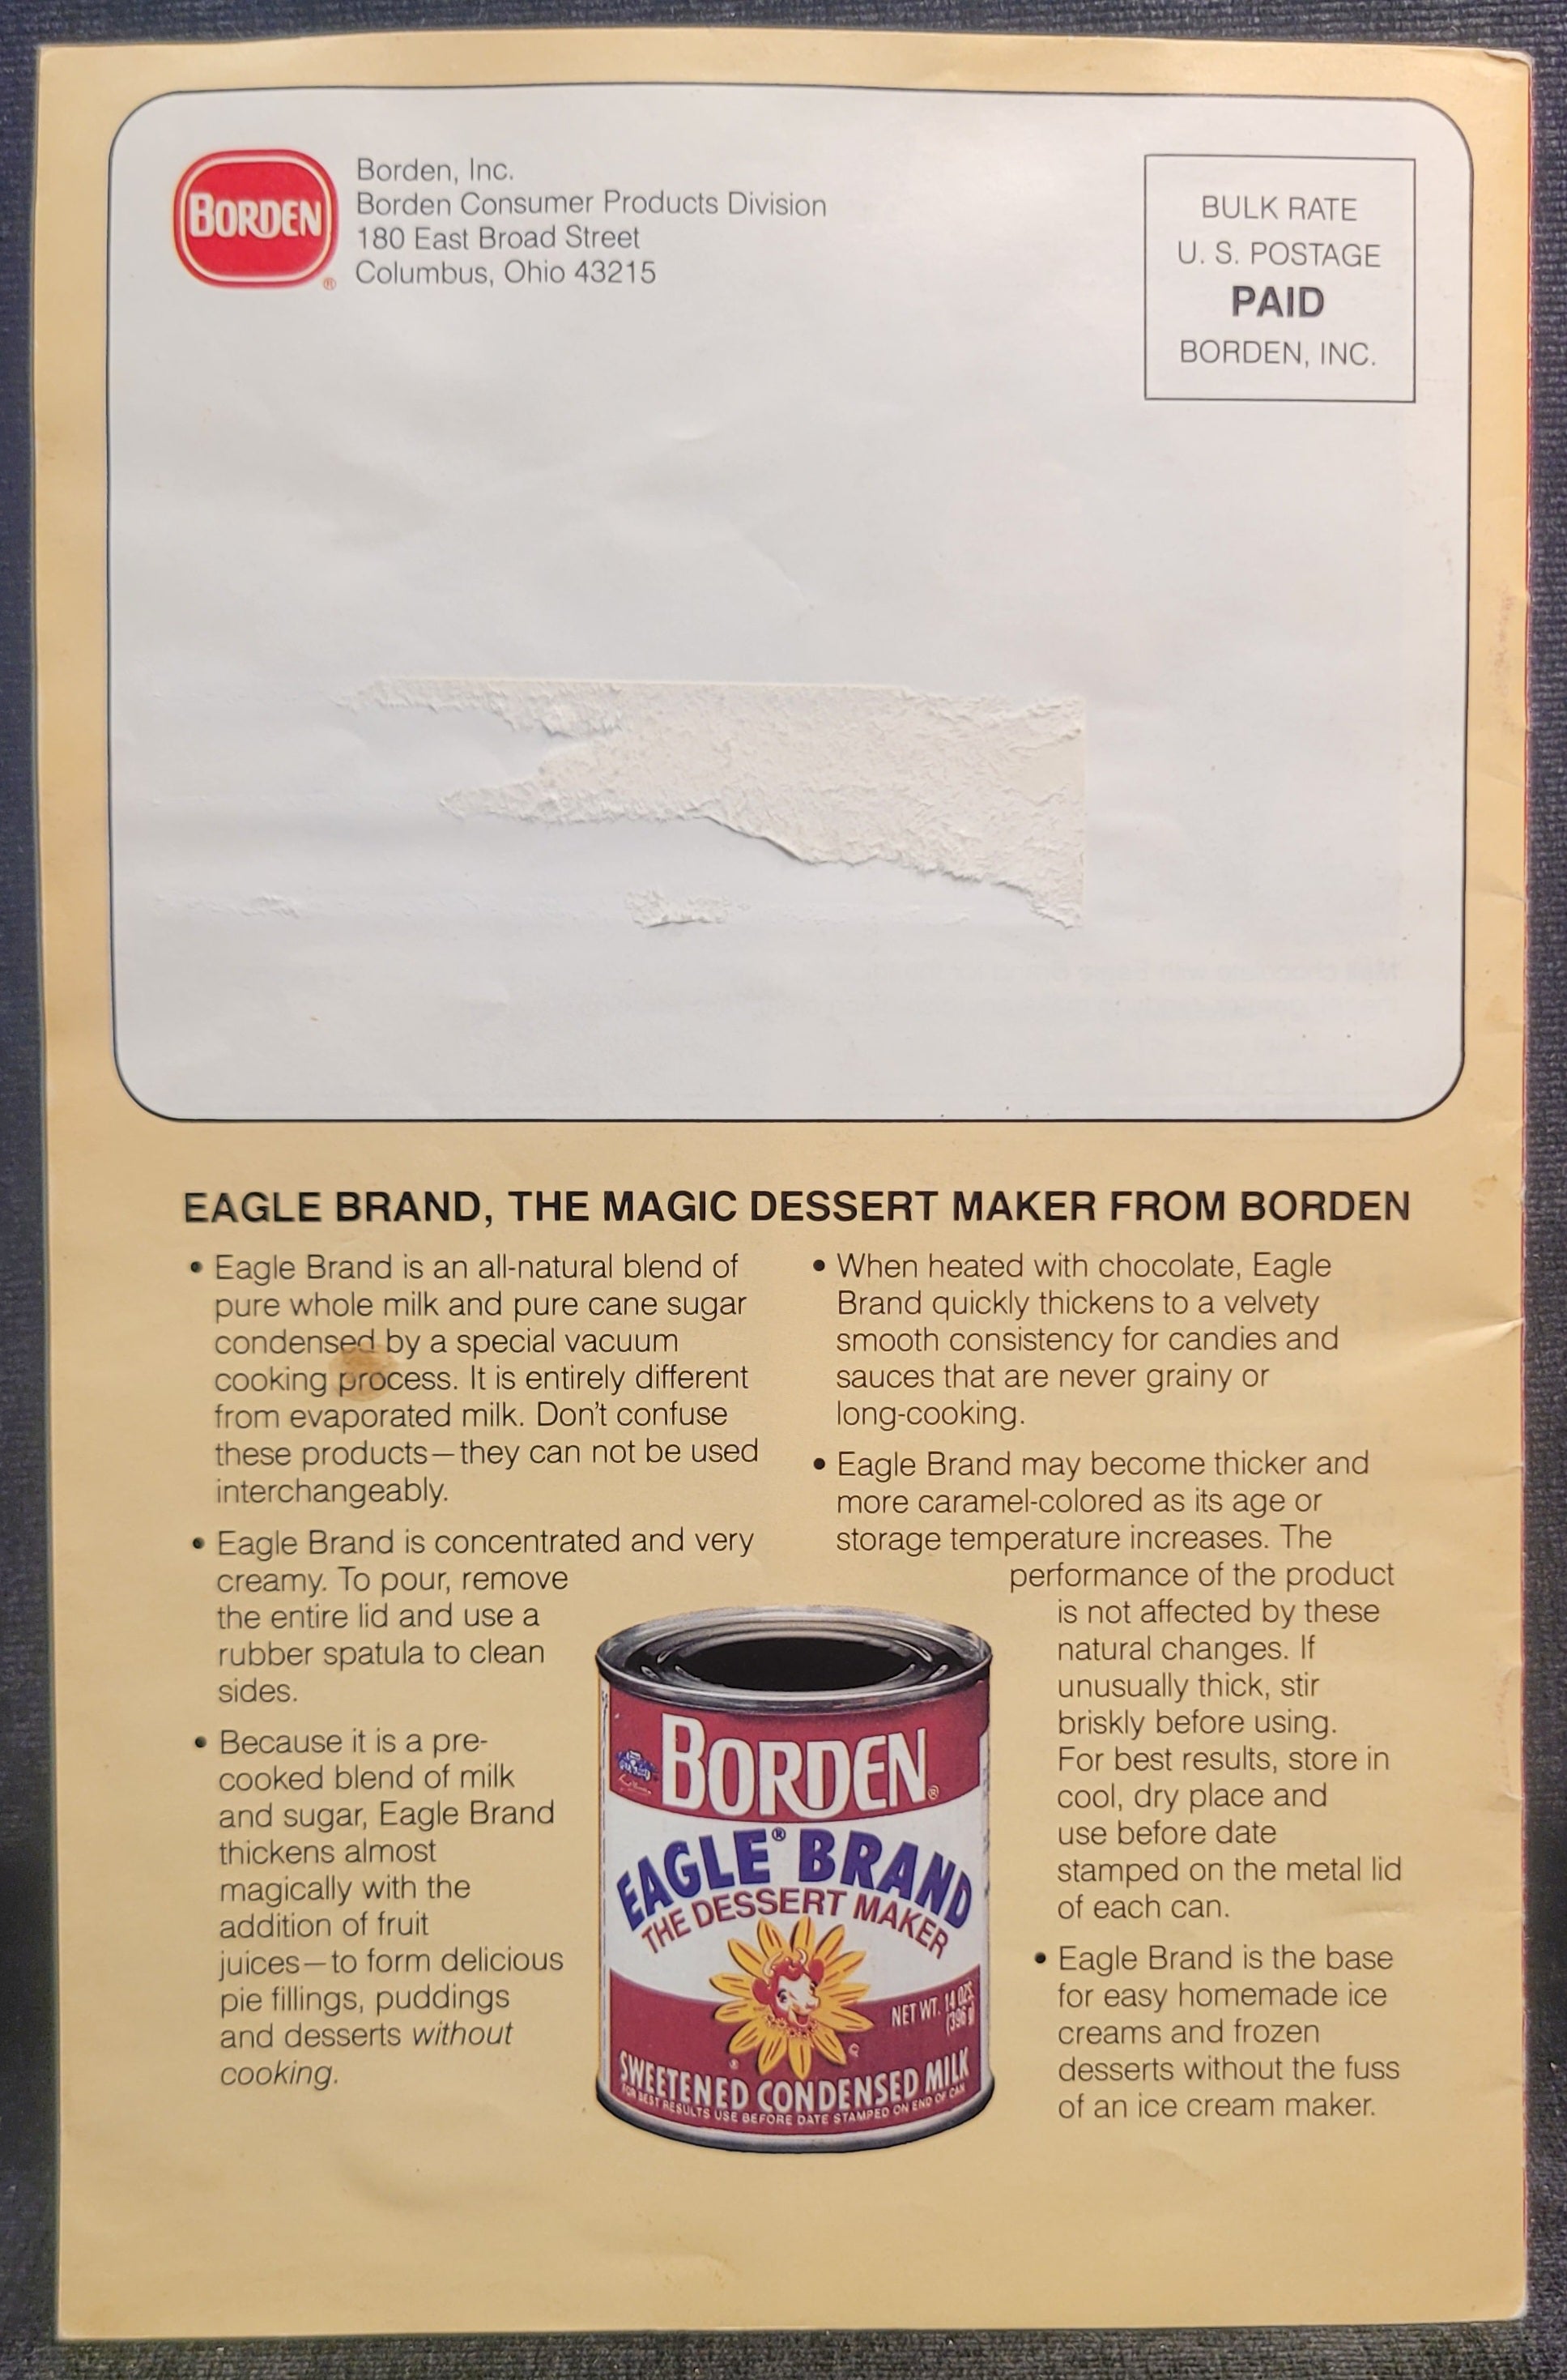 BORDEN
®
Borden, Inc.
Borden Consumer Products Division
180 East Broad Street
Columbus, Ohio 43215
BULK RATE
U. S. POSTAGE
PAID
BORDEN, INC.
EAGLE BRAND, THE MAGIC DESSERT MAKER FROM BORDEN
• Eagle Brand is an all-natural blend of
pure whole milk and pure cane sugar
condensed by a special vacuum
cooking process. It is entirely different
from evaporated milk. Don't confuse
these products—they can not be used
interchangeably.
• Eagle Brand is concentrated and very
creamy. To pour, remove
the entire lid and use a
rubber spatula to clean
sides.
• Because it is a pre-
cooked blend of milk
and sugar, Eagle Brand
thickens almost
magically with the
addition of fruit
juices—to form delicious
pie fillings, puddings
and desserts without
cooking.
• When heated with chocolate, Eagle
Brand quickly thickens to a velvety
smooth consistency for candies and
sauces that are never grainy or
long-cooking.
• Eagle Brand may become thicker and
more caramel-colored as its age or
storage temperature increases. The
performance of the product
is not affected by these
natural changes. If
unusually thick, stir
briskly before using.
For best results, store in
cool, dry place and
use before date
stamped on the metal lid
of each can.
• Eagle Brand is the base
for easy homemade ice
creams and frozen
desserts without the fuss
of an ice cream maker.
BORDEN®
EAGLE® BRAND
THE DESSERT MAKER
NET WT. 14 OZS
(396 g)
SWEETENED CONDENSED MILK
FOR BEST RESULTS USE BEFORE DATE STAMPED ON END OF CAN